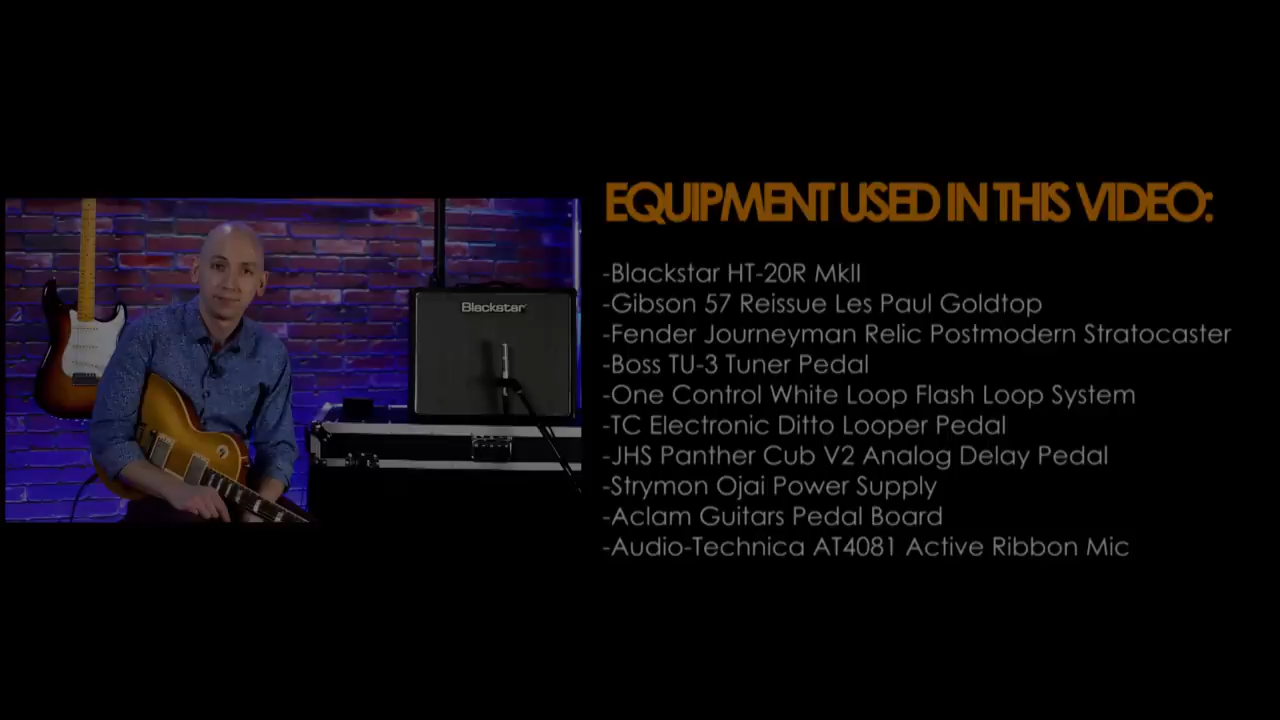 EQUIPMENT USED IN THIS VIDEO:
Blackstar
-Blackstar HT-20R MkII
-Gibson 57 Reissue Les Paul Goldtop
-Fender Journeyman Relic Postmodern Stratocaster
-Boss TU-3 Tuner Pedal
-One Control White Loop Flash Loop System
-TC Electronic Ditto Looper Pedal
-JHS Panther Cub V2 Analog Delay Pedal
-Strymon Ojai Power Supply
-Aclam Guitars Pedal Board
-Audio-Technica AT4081 Active Ribbon Mic